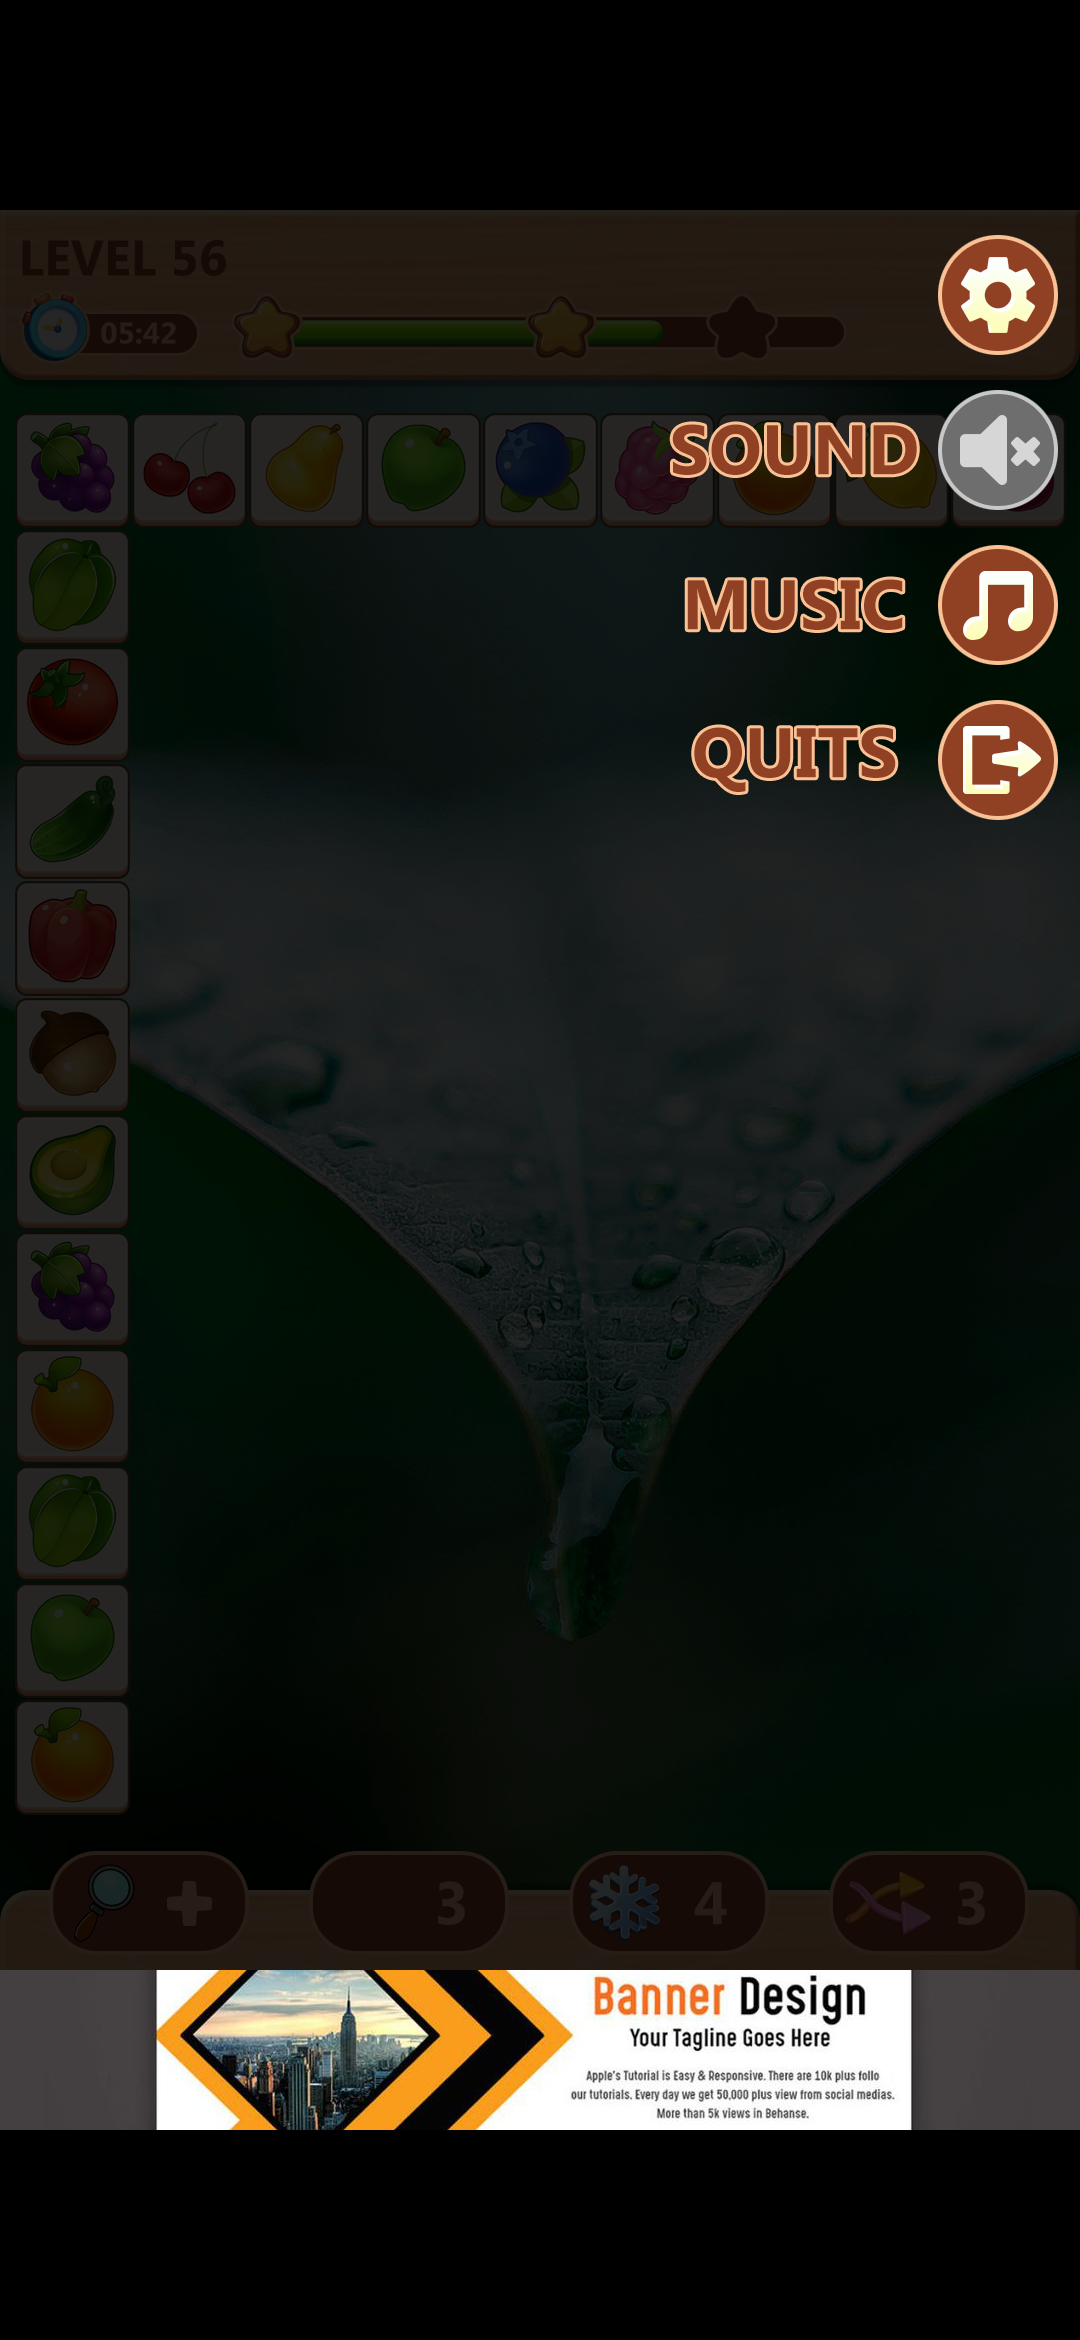 LEVEL 56
05:42
SOUND
MUSIC
QUITS
3
4
3
Banner Design
Your Tagline Goes Here
Apple's Tutorial is Easy & Responsive. There are 10k plus follo
our tutorials. Every day we get 50,000 plus view from social medias.
More than 5k views in Behanse.